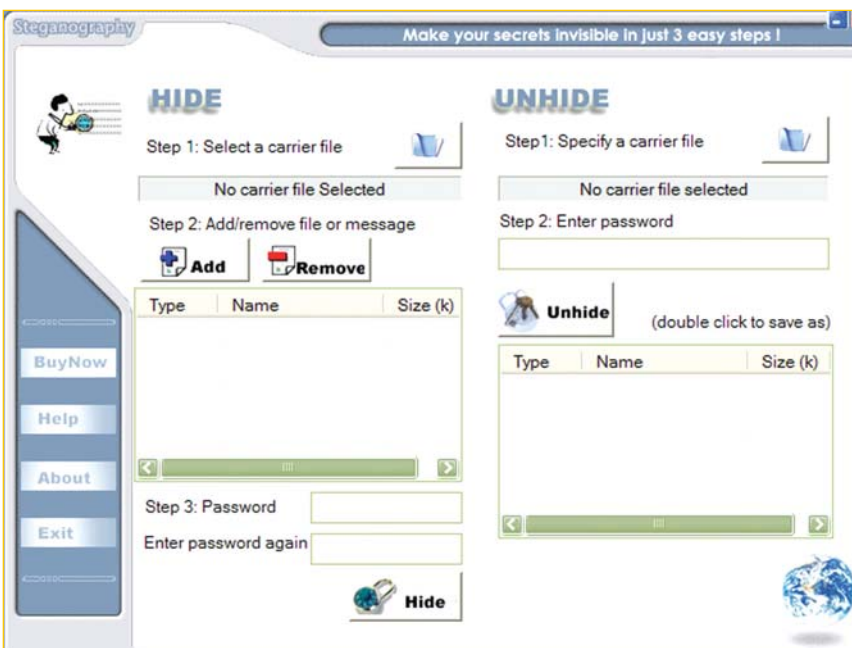 Steganography
Make your secrets invisible in just 3 easy steps !
HIDE
Step 1: Select a carrier file
No carrier file Selected
Step 2: Add/remove file or message
Add
Remove
Type Name Size (k)
Step 3: Password
Enter password again
Hide
UNHIDE
Step1: Specify a carrier file
No carrier file selected
Step 2: Enter password
Unhide
(double click to save as)
Type Name Size (k)
BuyNow
Help
About
Exit